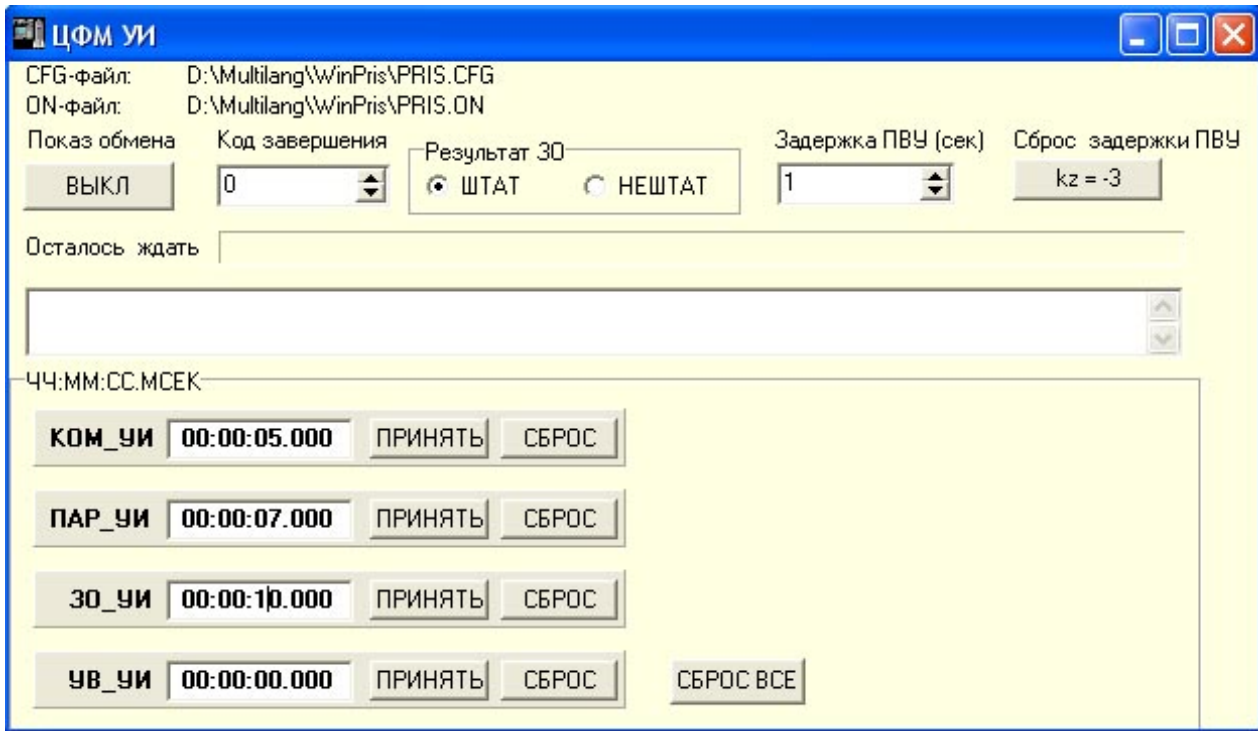 ЦФМ УИ
CFG-файл: D:\Multilang\WinPris\PRIS.CFG
ON-файл: D:\Multilang\WinPris\PRIS.ON
Показ обмена Код завершения Результат ЗО Задержка ПВУ (сек) Сброс задержки ПВУ
ВЫКЛ 0 ШТАТ НЕШТАТ 1 kz = -3
Осталось ждать
ЧЧ:ММ:СС.МСЕК
КОМ_УИ 00:00:05.000 ПРИНЯТЬ СБРОС
ПАР_УИ 00:00:07.000 ПРИНЯТЬ СБРОС
ЗО_УИ 00:00:10.000 ПРИНЯТЬ СБРОС
УВ_УИ 00:00:00.000 ПРИНЯТЬ СБРОС СБРОС ВСЕ